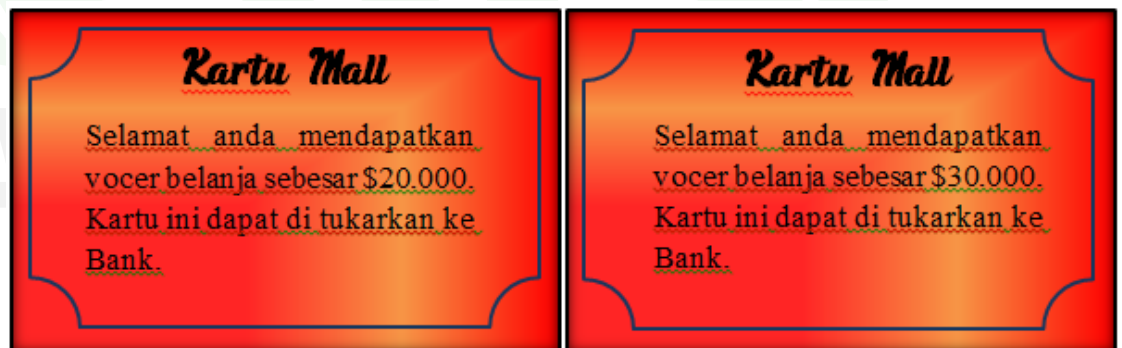 Kartu Mall
Selamat anda mendapatkan
vocer belanja sebesar $20.000.
Kartu ini dapat di tukarkan ke
Bank.
Kartu Mall
Selamat anda mendapatkan
vocer belanja sebesar $30.000.
Kartu ini dapat di tukarkan ke
Bank.